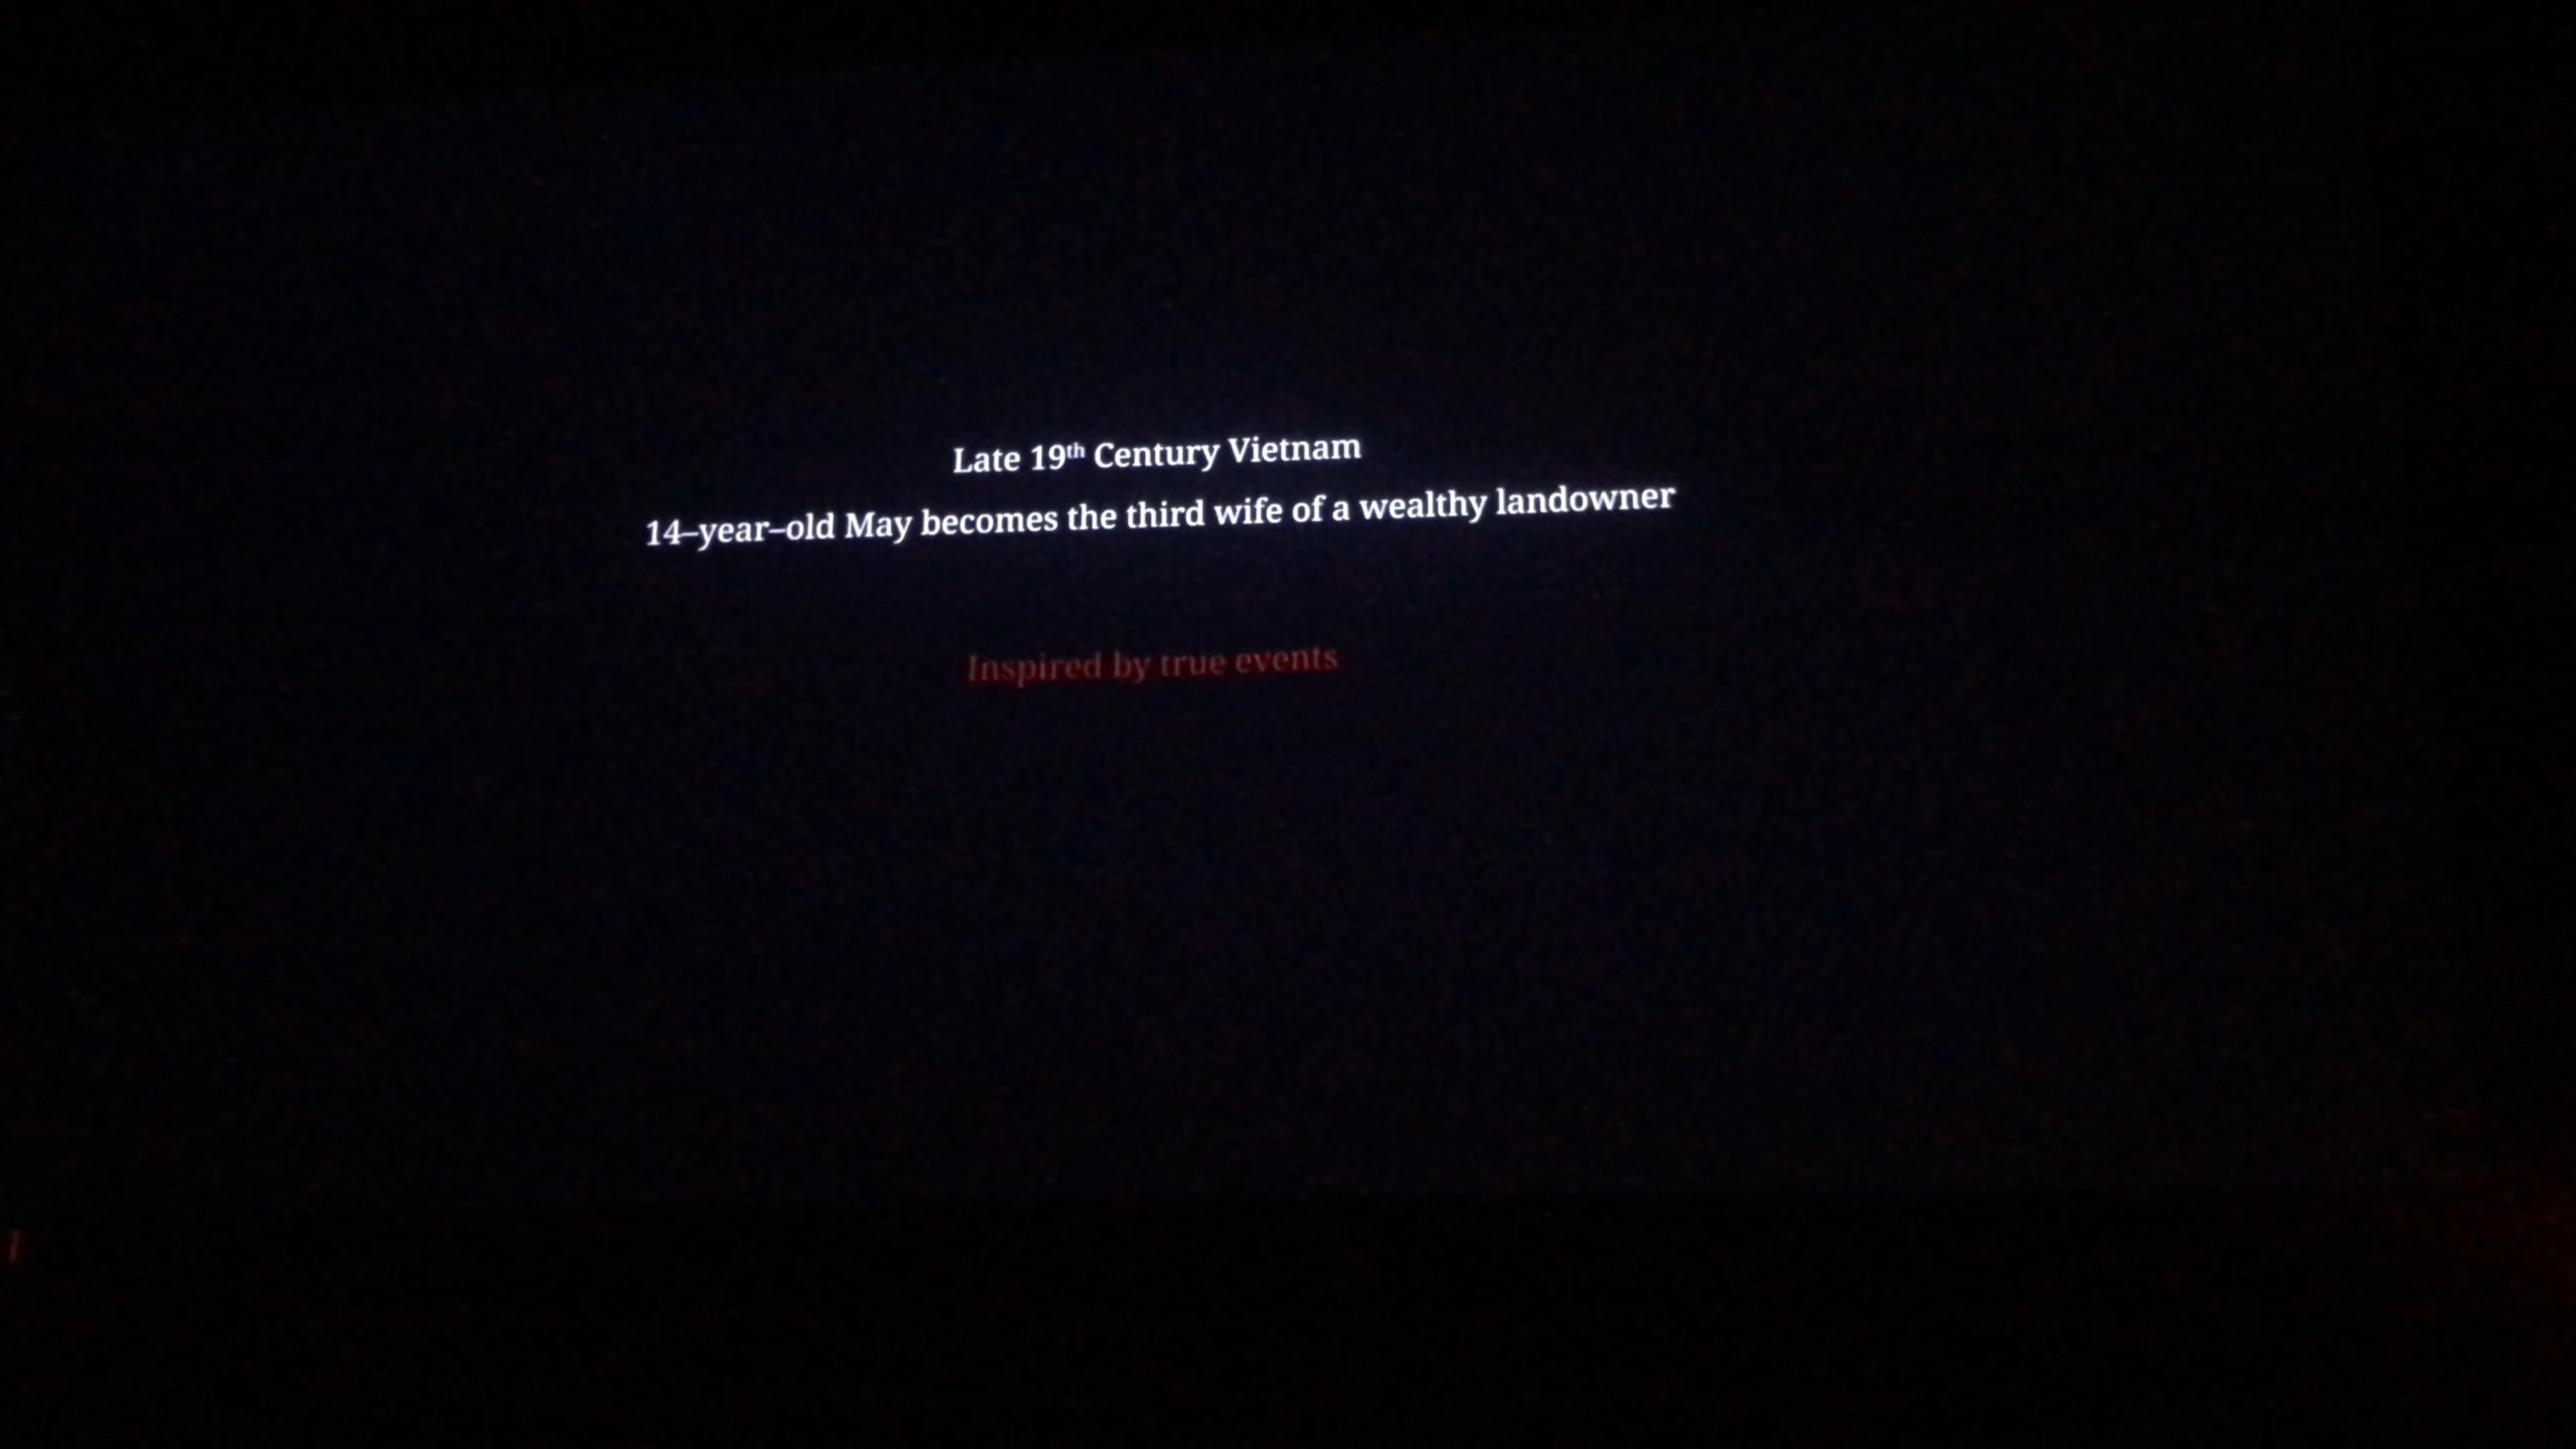 Late 19th Century Vietnam
14–year–old May becomes the third wife of a wealthy landowner
Inspired by true events